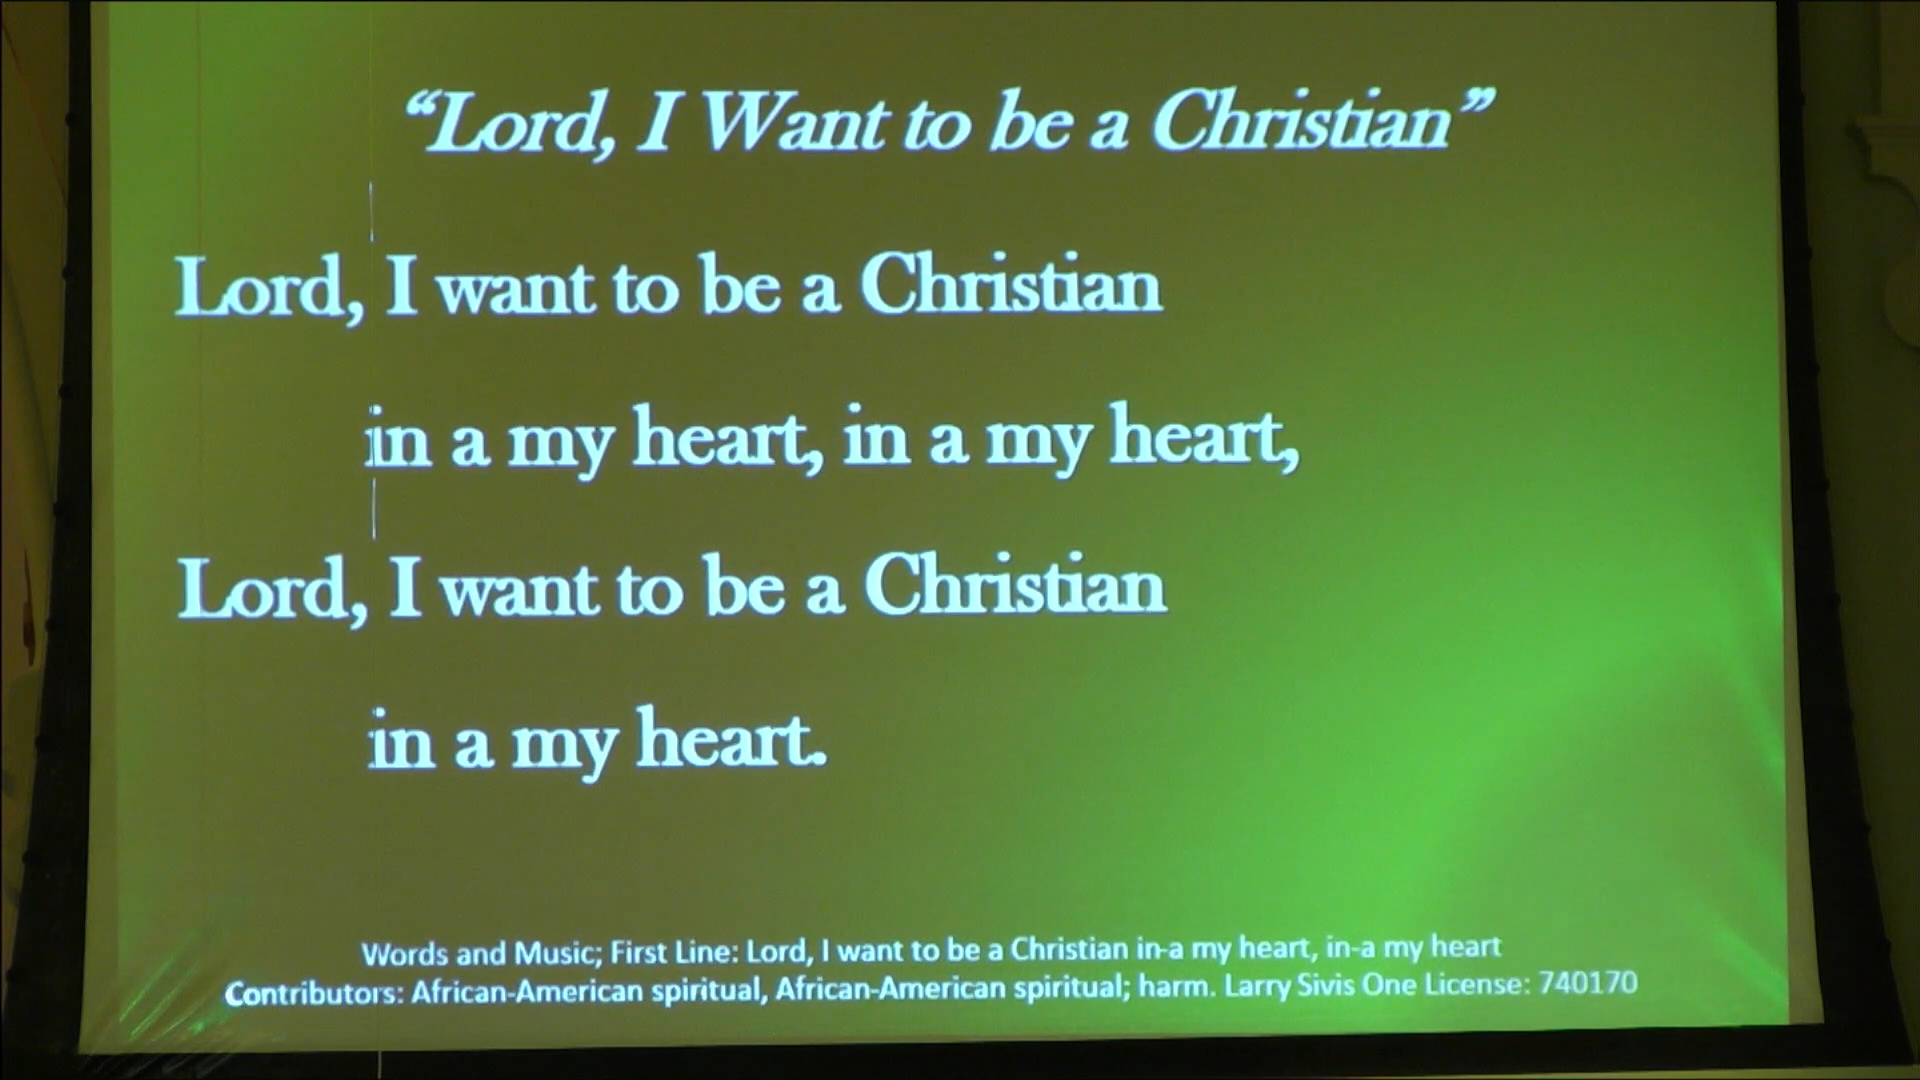 “Lord, I Want to be a Christian”
Lord, I want to be a Christian
in a my heart, in a my heart,
Lord, I want to be a Christian
in a my heart.
Words and Music; First Line: Lord, I want to be a Christian in-a my heart, in-a my heart
Contributors: African-American spiritual, African-American spiritual; harm. Larry Sivis One License: 740170